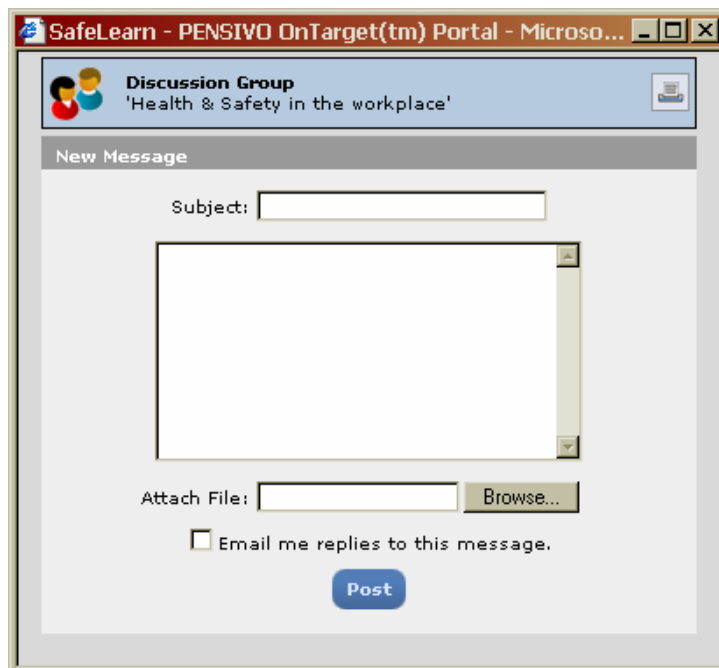 SafeLearn - PENSIVO OnTarget(tm) Portal - Microso...
Discussion Group
'Health & Safety in the workplace'
New Message
Subject:
Attach File:
Browse...
Email me replies to this message.
Post